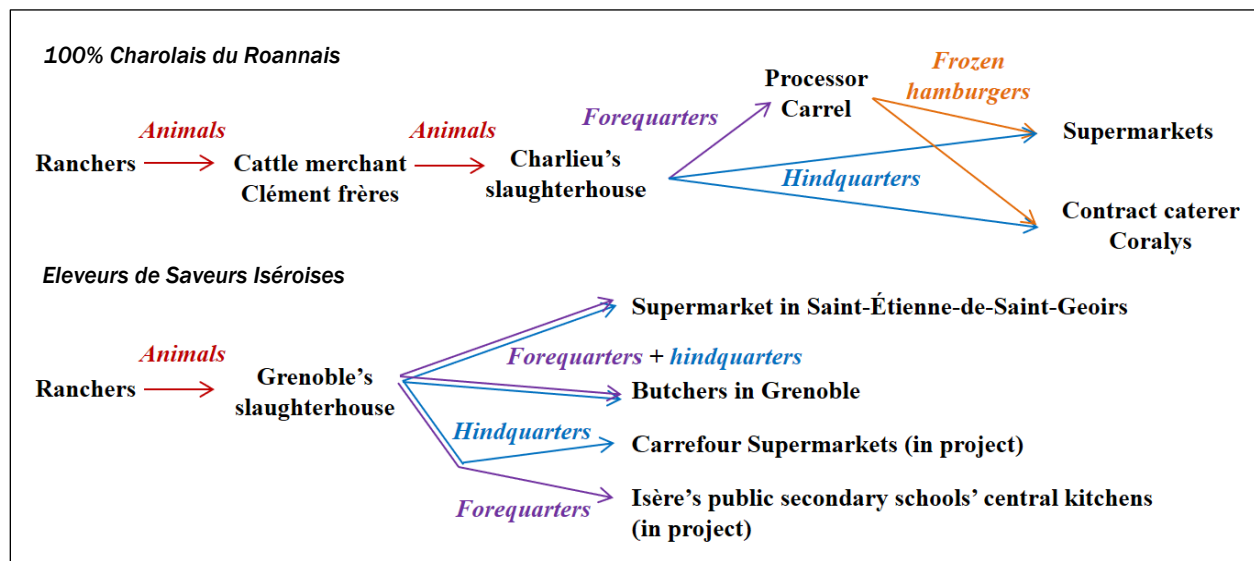 100% Charolais du Roannais
Ranchers
Animals
Cattle merchant
Clément frères
Animals
Charlieu's
slaughterhouse
Forequarters
Processor
Carrel
Frozen
hamburgers
Hindquarters
Supermarkets
Contract caterer
Coralys
Eleveurs de Saveurs Iséroises
Ranchers
Animals
Grenoble's
slaughterhouse
Supermarket in Saint-Étienne-de-Saint-Geoirs
Forequarters + hindquarters
Butchers in Grenoble
Hindquarters
Carrefour Supermarkets (in project)
Forequarters
Isère's public secondary schools' central kitchens
(in project)